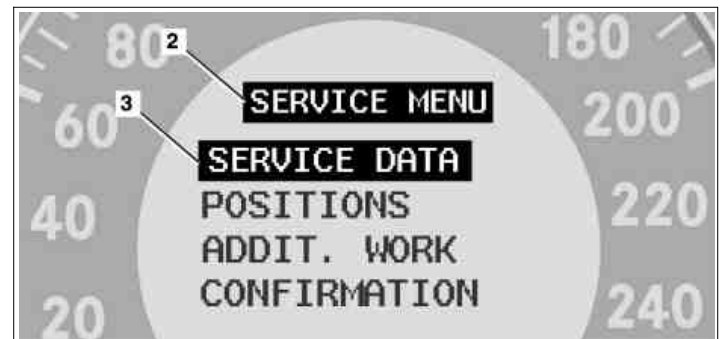 80
2
180
SERVICE MENU
60
3
200
SERVICE DATA
POSITIONS
40
220
ADDIT. WORK
CONFIRMATION
20
240